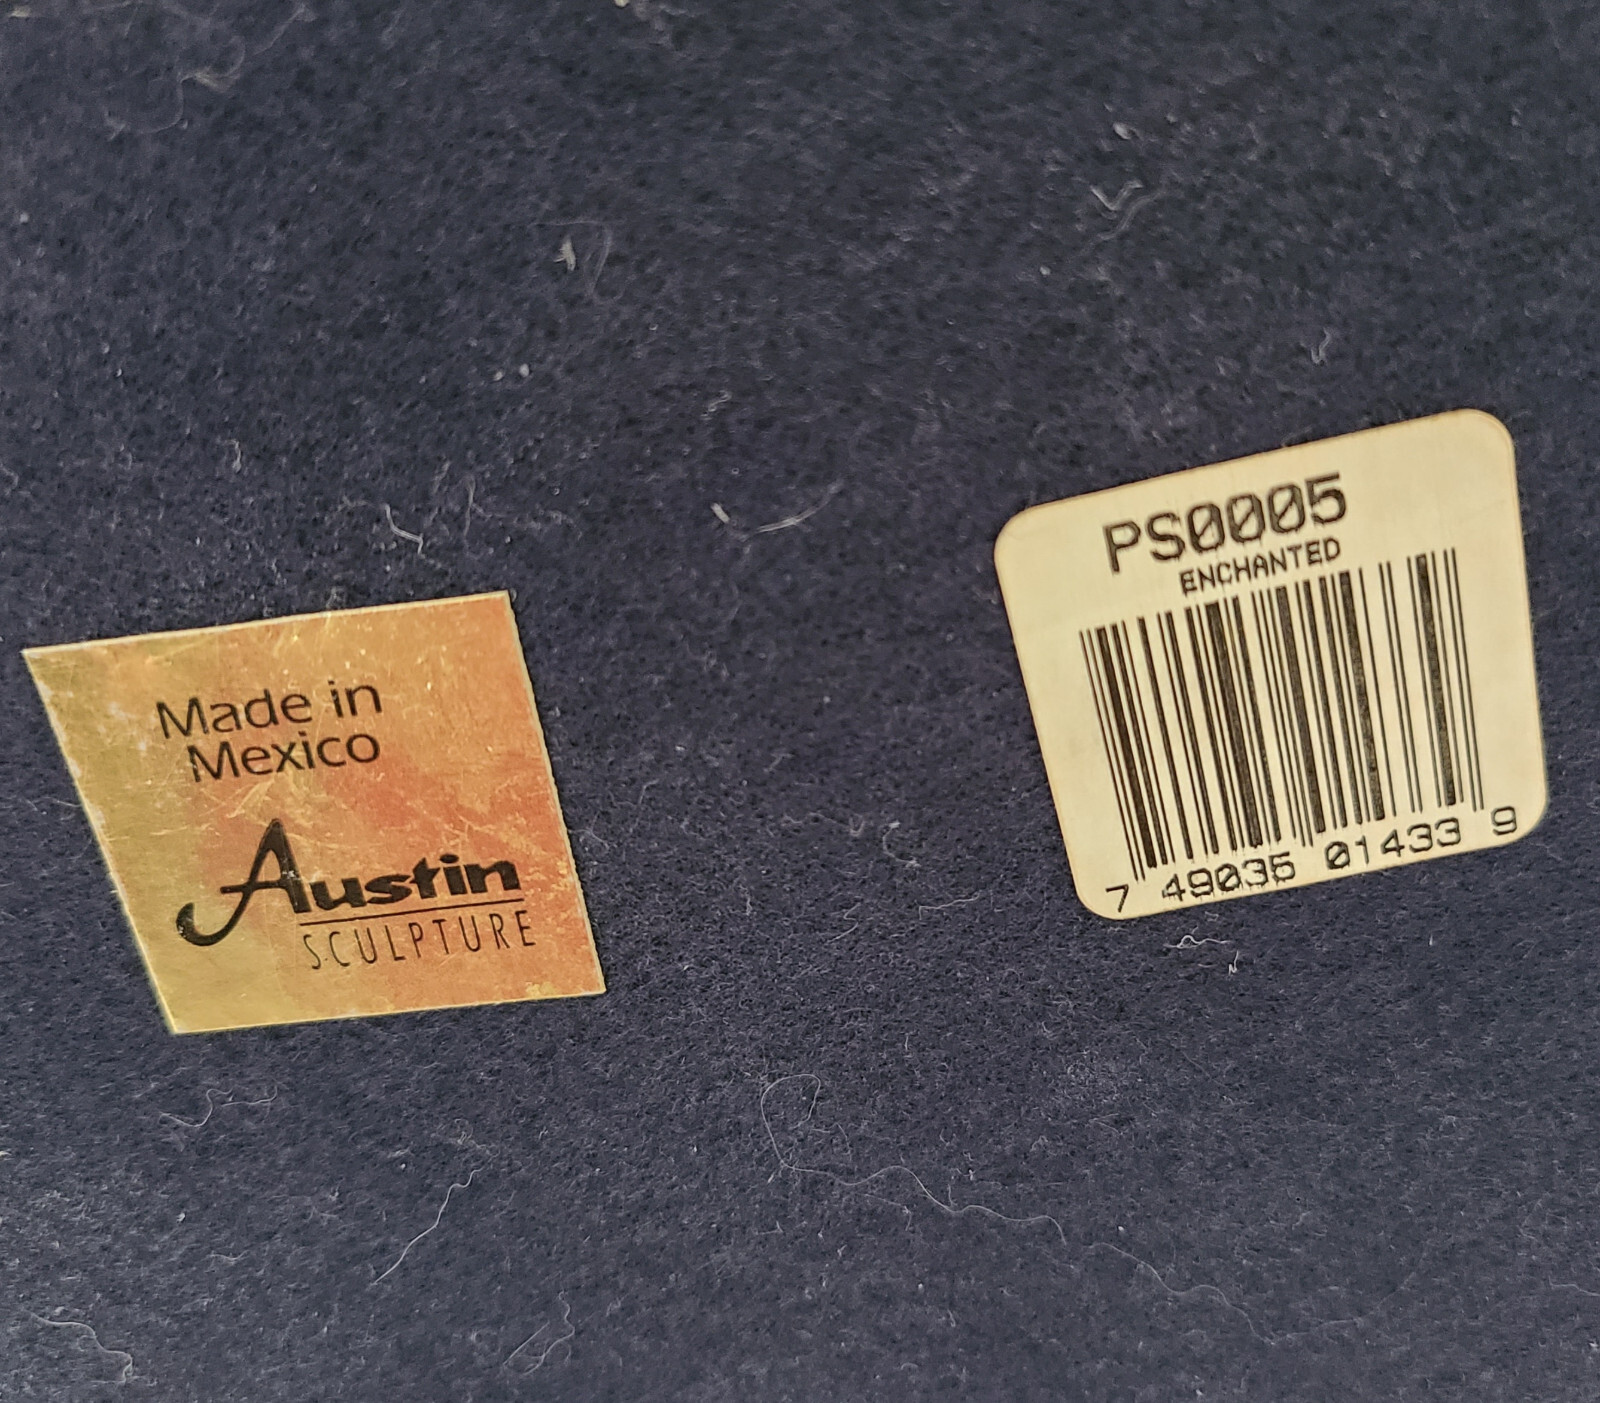 Made in
Mexico
Austin
SCULPTURE
PS0005
ENCHANTED
7 49035 01433 9